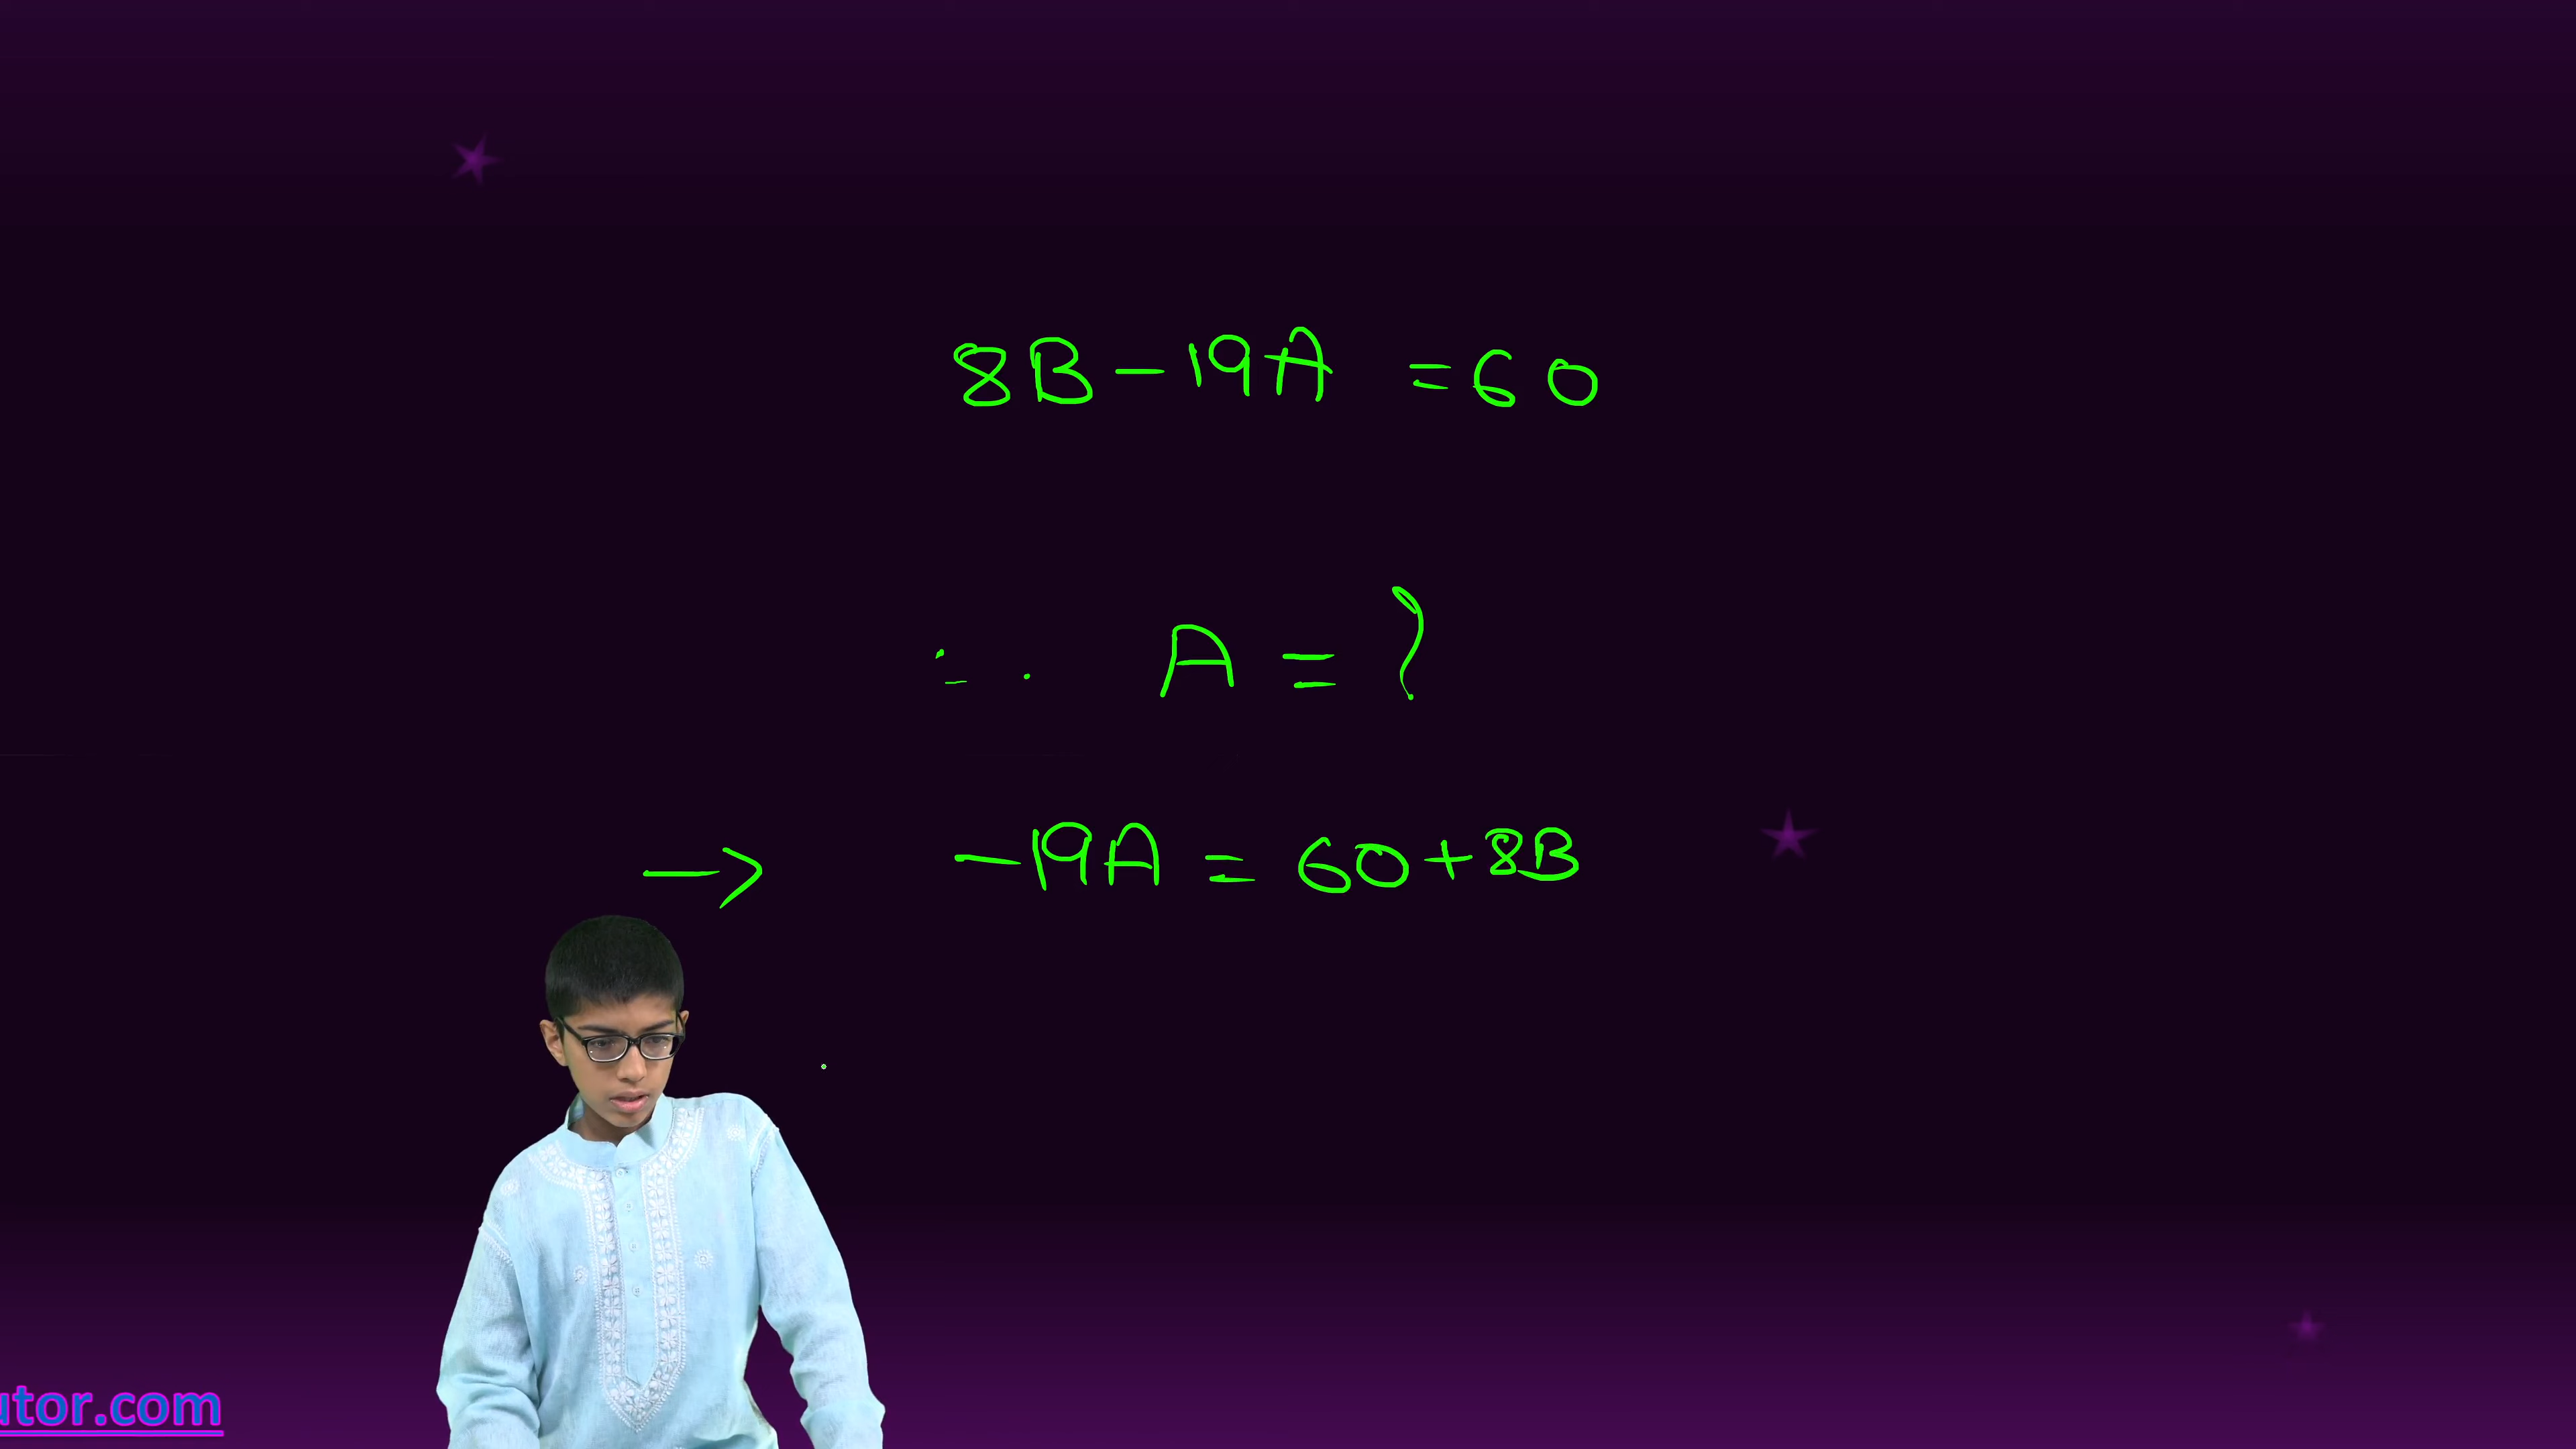 8B - 19A = 60
∴ A = ?
→ -19A = 60 + 8B
utor.com